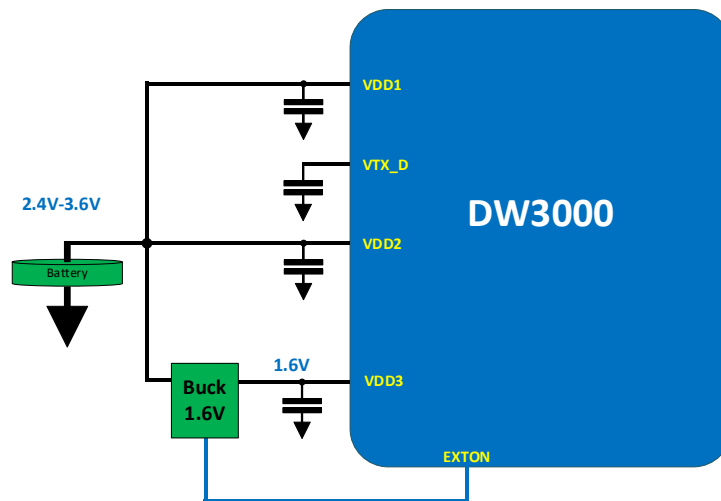 VDD1
VTX_D
2.4V-3.6V
DW3000
VDD2
Battery
1.6V
VDD3
Buck
1.6V
EXTON